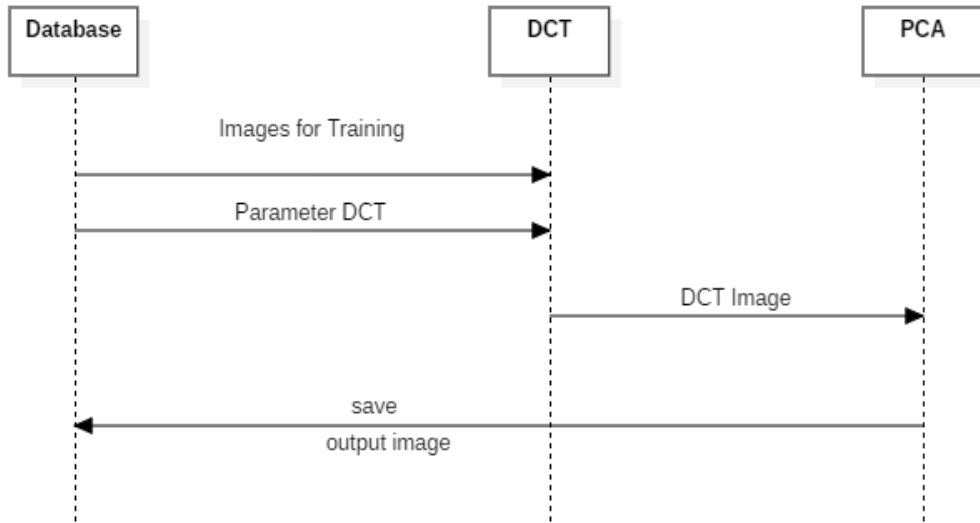 Database
DCT
PCA
Images for Training
Parameter DCT
DCT Image
save
output image